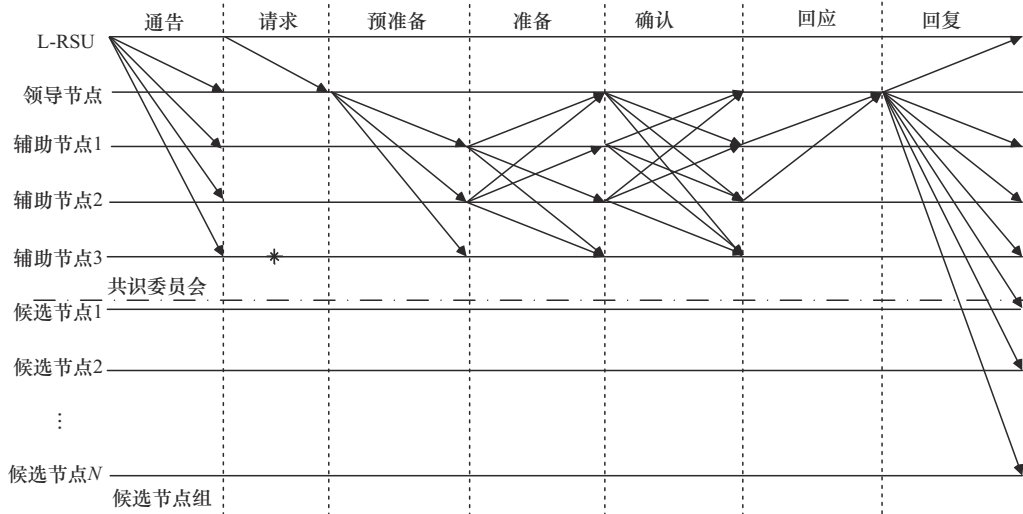 通告 请求 预准备 准备 确认 回应 回复
L-RSU
领导节点
辅助节点1
辅助节点2
辅助节点3
共识委员会
候选节点1
候选节点2
⋮
候选节点N
候选节点组